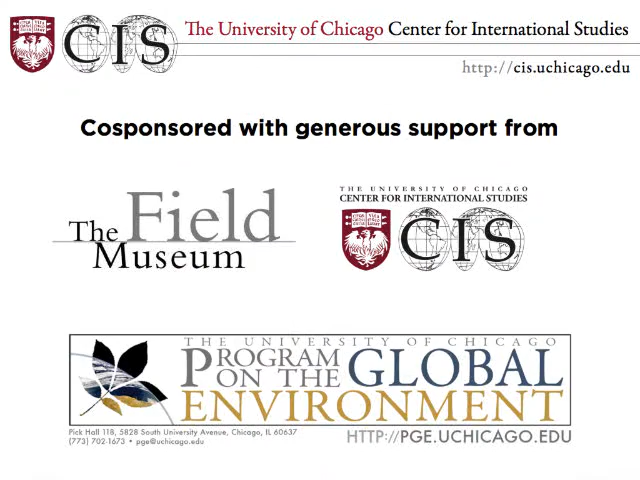 CIS The University of Chicago Center for International Studies
http://cis.uchicago.edu
Cosponsored with generous support from
The Field
Museum
THE UNIVERSITY OF CHICAGO
CENTER FOR INTERNATIONAL STUDIES
CIS
THE UNIVERSITY OF CHICAGO
PROGRAM
ON THE GLOBAL
ENVIRONMENT
Pick Hall 118, 5828 South University Avenue, Chicago, IL 60637
(773) 702-1673 • pge@uchicago.edu
HTTP://PGE.UCHICAGO.EDU